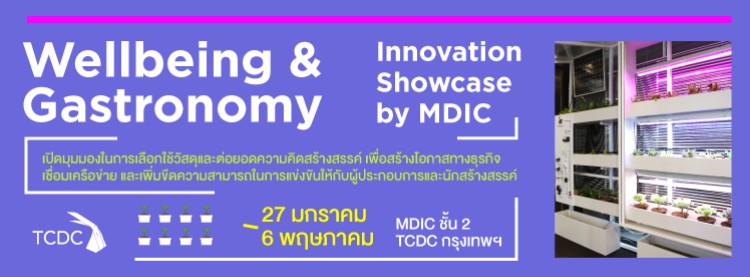 Wellbeing &
Gastronomy
Innovation
Showcase
by MDIC
เปิดมุมมองในการเลือกใช้วัสดุและต่อยอดความคิดสร้างสรรค์ เพื่อสร้างโอกาสทางธุรกิจ
เชื่อมเครือข่าย และเพิ่มขีดความสามารถในการแข่งขันให้กับผู้ประกอบการและนักสร้างสรรค์
TCDC
27 มกราคม
– 6 พฤษภาคม
MDIC ชั้น 2
TCDC กรุงเทพฯ